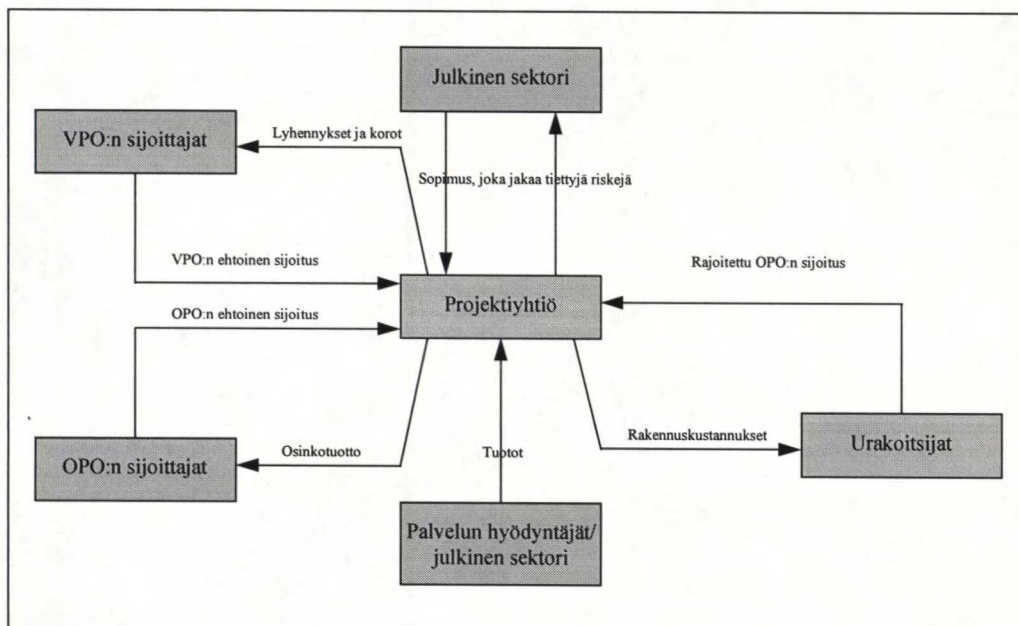 Julkinen sektori
VPO:n sijoittajat
Lyhennykset ja korot
Sopimus, joka jakaa tiettyjä riskejä
VPO:n ehtoinen sijoitus
Rajoitettu OPO:n sijoitus
Projektiyhtiö
OPO:n ehtoinen sijoitus
OPO:n sijoittajat
Osinkotuotto
Tuotot
Rakennuskustannukset
Urakoitsijat
Palvelun hyödyntäjät/
julkinen sektori